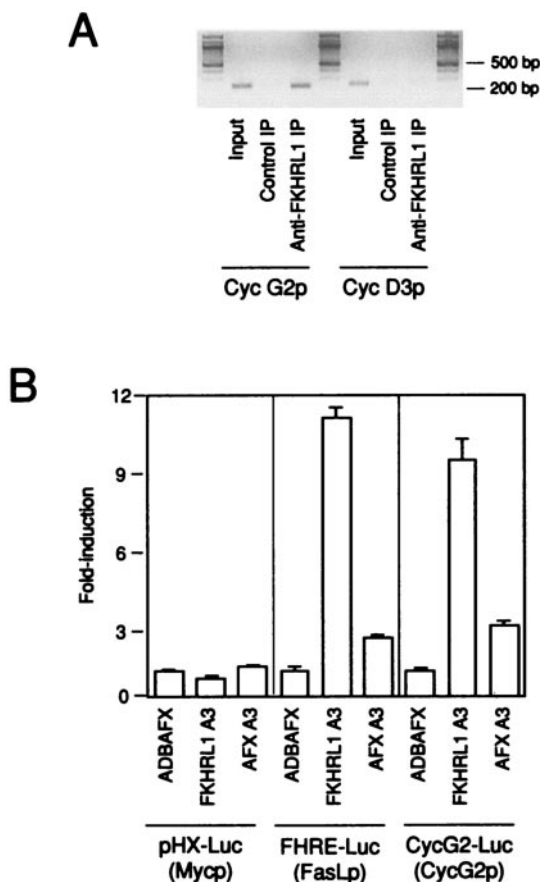 A
500 bp
200 bp
Input
Control IP
Anti-FKHRL1 IP
Input
Control IP
Anti-FKHRL1 IP
Cyc G2p
Cyc D3p
B
12
9
6
3
0
Fold-induction
ADBAFX
FKHRL1 A3
AFX A3
ADBAFX
FKHRL1 A3
AFX A3
ADBAFX
FKHRL1 A3
AFX A3
pHX-Luc
(Mycp)
FHRE-Luc
(FasLp)
CycG2-Luc
(CycG2p)